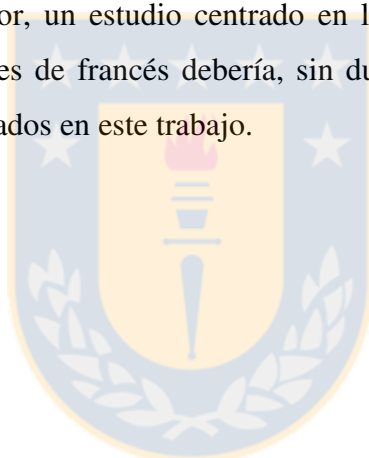 or, un estudio centrado en l
es de francés debería, sin du
ados en este trabajo.